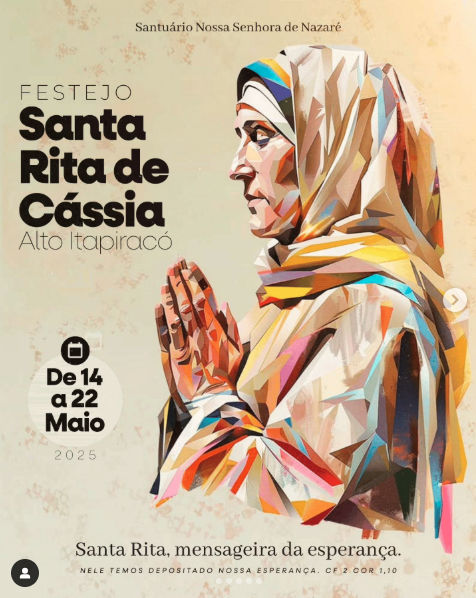 Santuário Nossa Senhora de Nazaré
FESTEJO
Santa
Rita de
Cássia
Alto Itapiracó
De 14
a 22
Maio
2025
Santa Rita, mensageira da esperança.
NELE TEMOS DEPOSITADO NOSSA ESPERANÇA. CF 2 COR 1,10